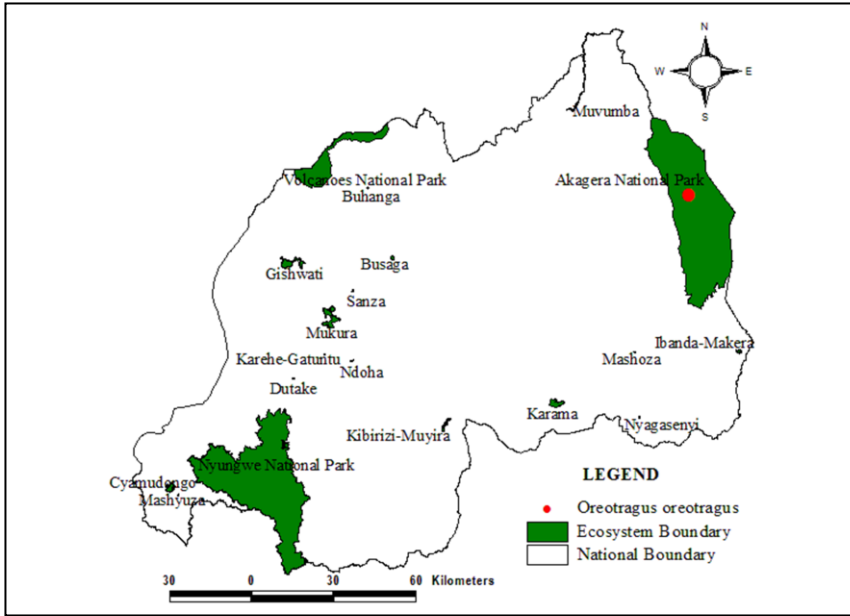 N
W E
S
Muvumba
Volcanoes National Park
Akagera National Park
Buhanga
Busaga
Gishwati
Sanza
Mukura
Ibanda-Makera
Karehe-Gaturitu
Mashoza
Ndoha
Dutake
Karama
Nyagasenyi
Kibirizi-Muyira
Nyungwe National Park
Cyamudongo
Mashyuza
LEGEND
Oreotragus oreotragus
Ecosystem Boundary
National Boundary
30 0 30 60 Kilometers